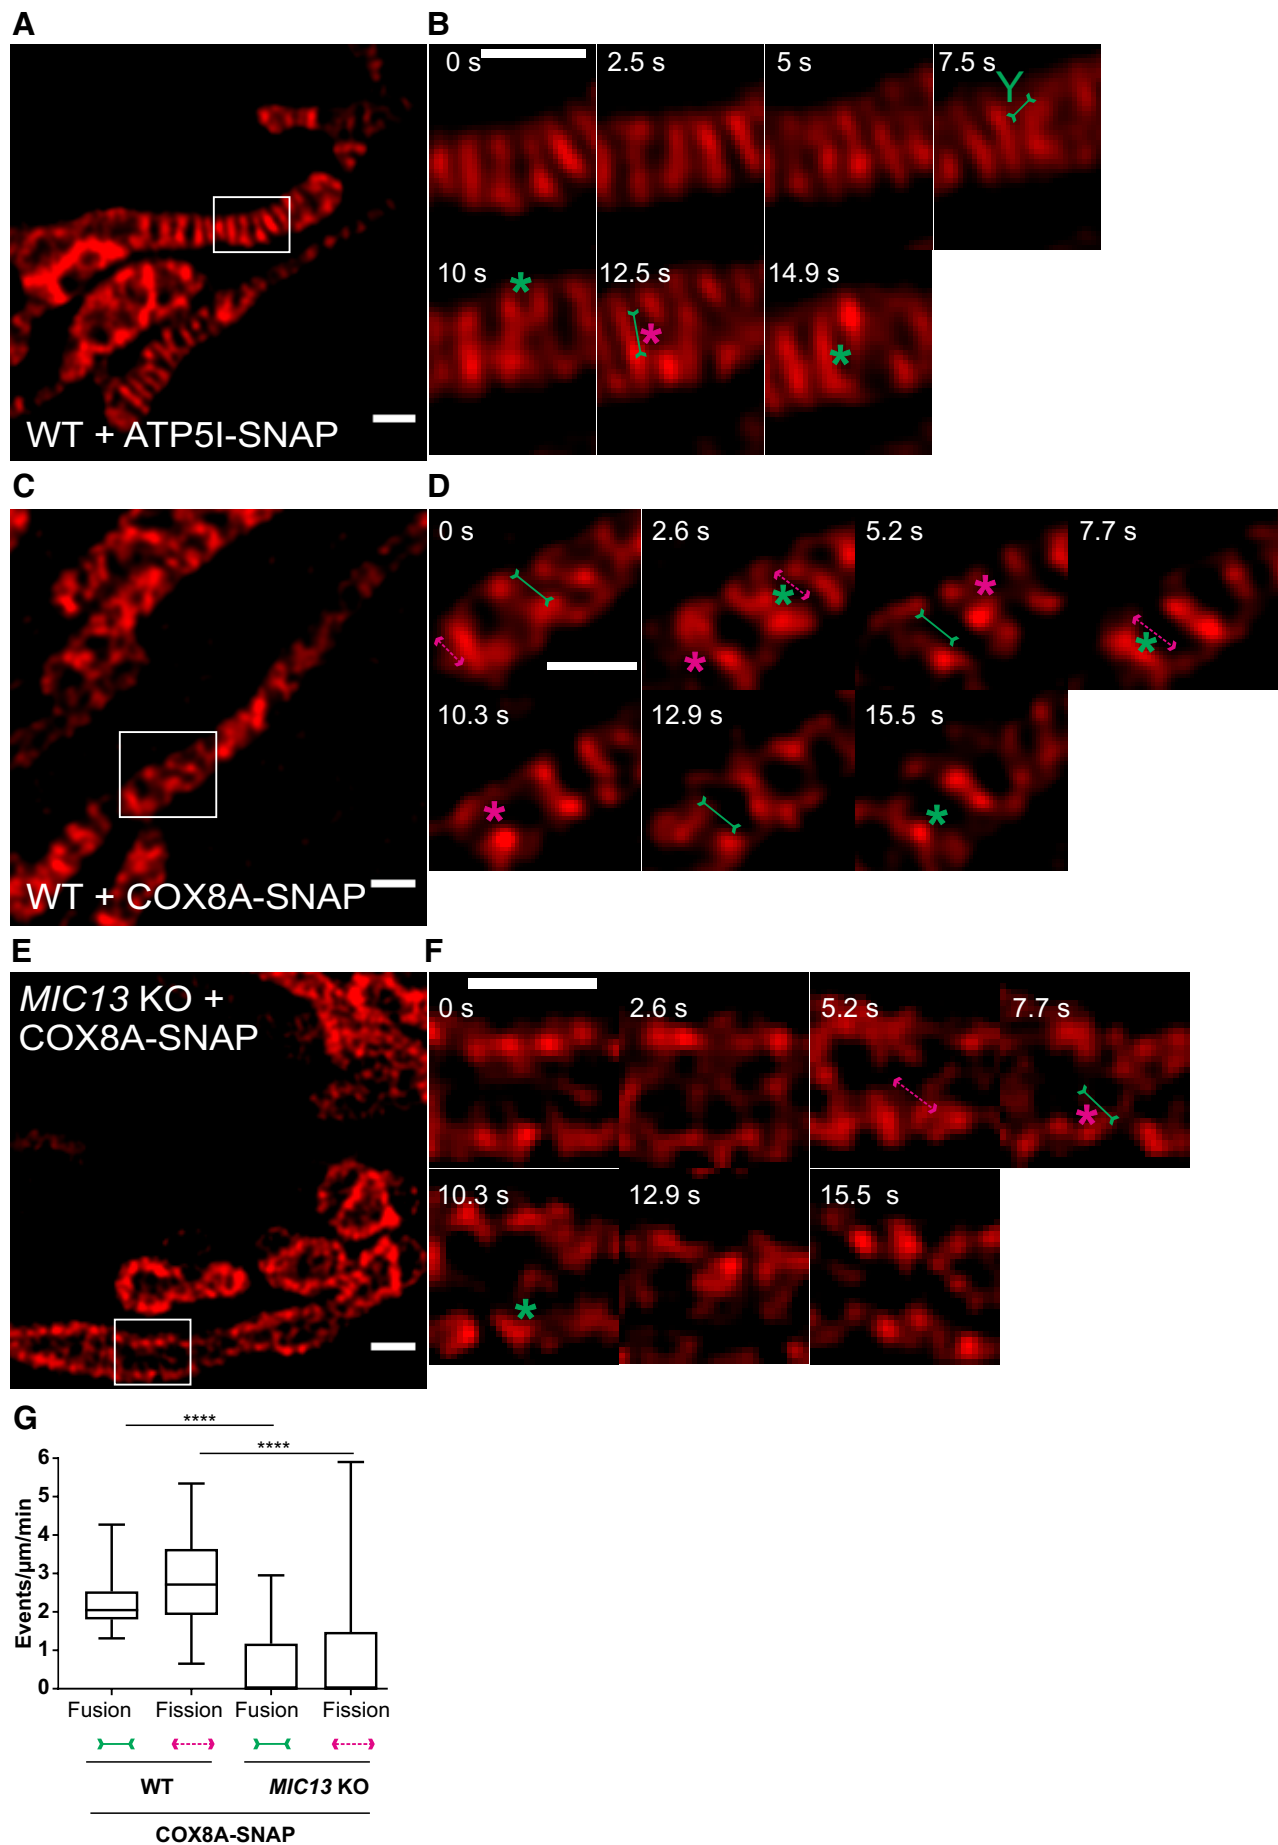 A
B
0 s
2.5 s
5 s
7.5 s
Y
10 s
*
12.5 s
*
14.9 s
*
WT + ATP5I-SNAP
C
D
0 s
2.6 s
*
*
5.2 s
*
7.7 s
*
10.3 s
*
12.9 s
15.5 s
*
WT + COX8A-SNAP
E
F
MIC13 KO +
COX8A-SNAP
0 s
2.6 s
5.2 s
7.7 s
*
10.3 s
*
12.9 s
15.5 s
G
****
****
Events/µm/min
6
5
4
3
2
1
0
Fusion
Fission
Fusion
Fission
WT
MIC13 KO
COX8A-SNAP